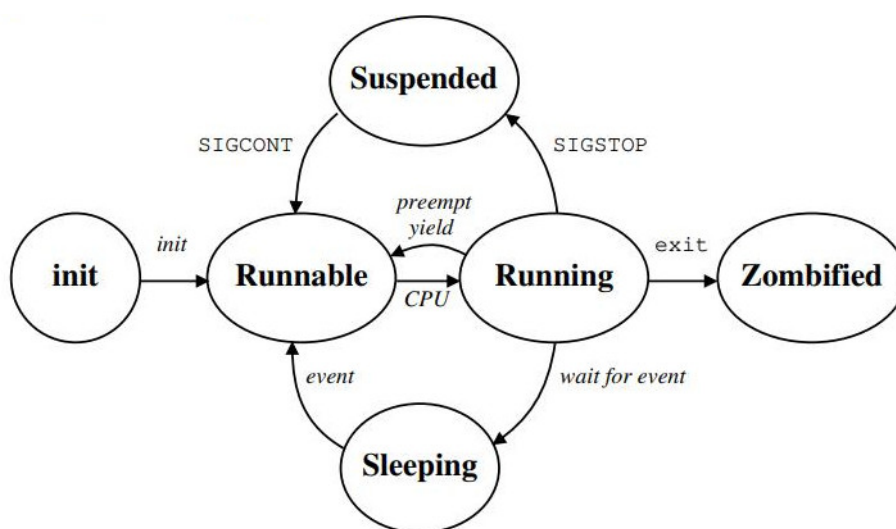 Suspended
SIGCONT
SIGSTOP
preempt
yield
init
init
Runnable
CPU
Running
exit
Zombified
event
wait for event
Sleeping